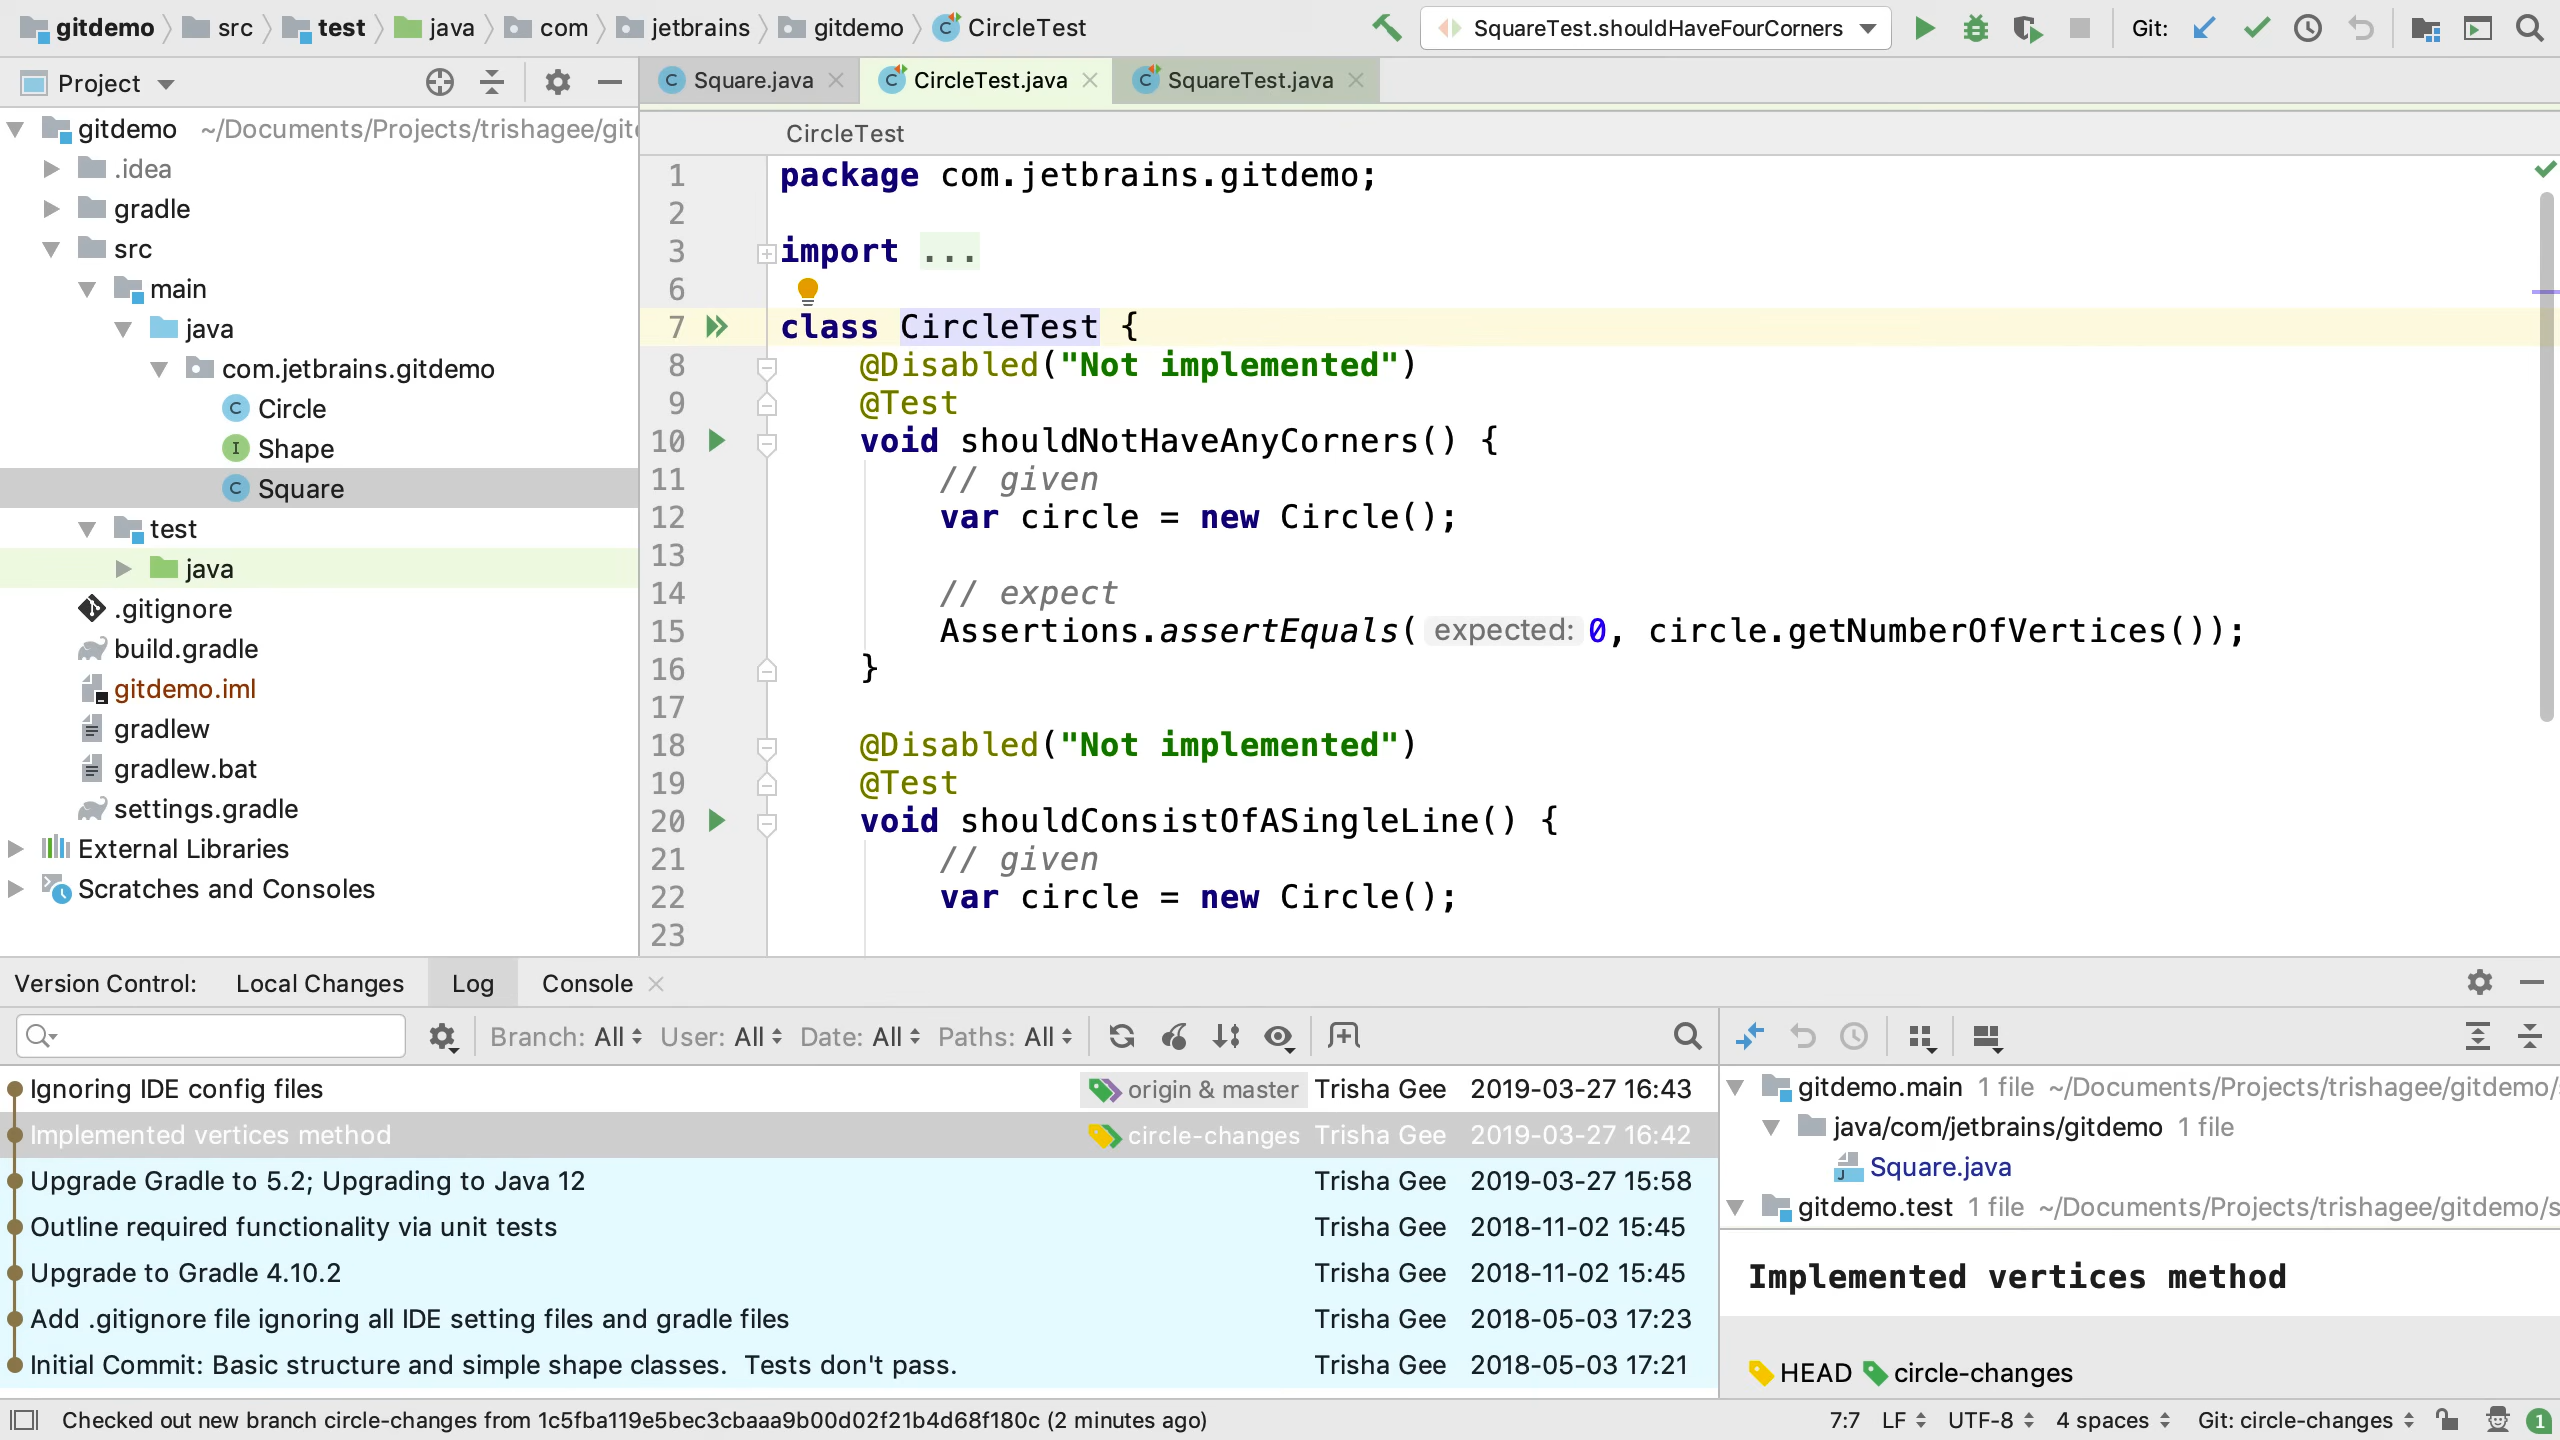 gitdemo src test java com jetbrains gitdemo CircleTest SquareTest.shouldHaveFourCorners Git:
Project
Square.java CircleTest.java SquareTest.java
gitdemo ~/Documents/Projects/trishagee/git
.idea
gradle
src
main
java
com.jetbrains.gitdemo
Circle
Shape
Square
test
java
.gitignore
build.gradle
gitdemo.iml
gradlew
gradlew.bat
settings.gradle
External Libraries
Scratches and Consoles
CircleTest
1 package com.jetbrains.gitdemo;
2
3 import ...
6
7 class CircleTest {
8 @Disabled("Not implemented")
9 @Test
10 void shouldNotHaveAnyCorners() {
11 // given
12 var circle = new Circle();
13
14 // expect
15 Assertions.assertEquals( expected: 0, circle.getNumberOfVertices());
16 }
17
18 @Disabled("Not implemented")
19 @Test
20 void shouldConsistOfASingleLine() {
21 // given
22 var circle = new Circle();
23
Version Control: Local Changes Log Console
Branch: All User: All Date: All Paths: All
Ignoring IDE config files origin & master Trisha Gee 2019-03-27 16:43
Implemented vertices method circle-changes Trisha Gee 2019-03-27 16:42
Upgrade Gradle to 5.2; Upgrading to Java 12 Trisha Gee 2019-03-27 15:58
Outline required functionality via unit tests Trisha Gee 2018-11-02 15:45
Upgrade to Gradle 4.10.2 Trisha Gee 2018-11-02 15:45
Add .gitignore file ignoring all IDE setting files and gradle files Trisha Gee 2018-05-03 17:23
Initial Commit: Basic structure and simple shape classes. Tests don't pass. Trisha Gee 2018-05-03 17:21
gitdemo.main 1 file ~/Documents/Projects/trishagee/gitdemo/
java/com/jetbrains/gitdemo 1 file
Square.java
gitdemo.test 1 file ~/Documents/Projects/trishagee/gitdemo/s
Implemented vertices method
HEAD circle-changes
Checked out new branch circle-changes from 1c5fba119e5bec3cbaaa9b00d02f21b4d68f180c (2 minutes ago) 7:7 LF UTF-8 4 spaces Git: circle-changes 1